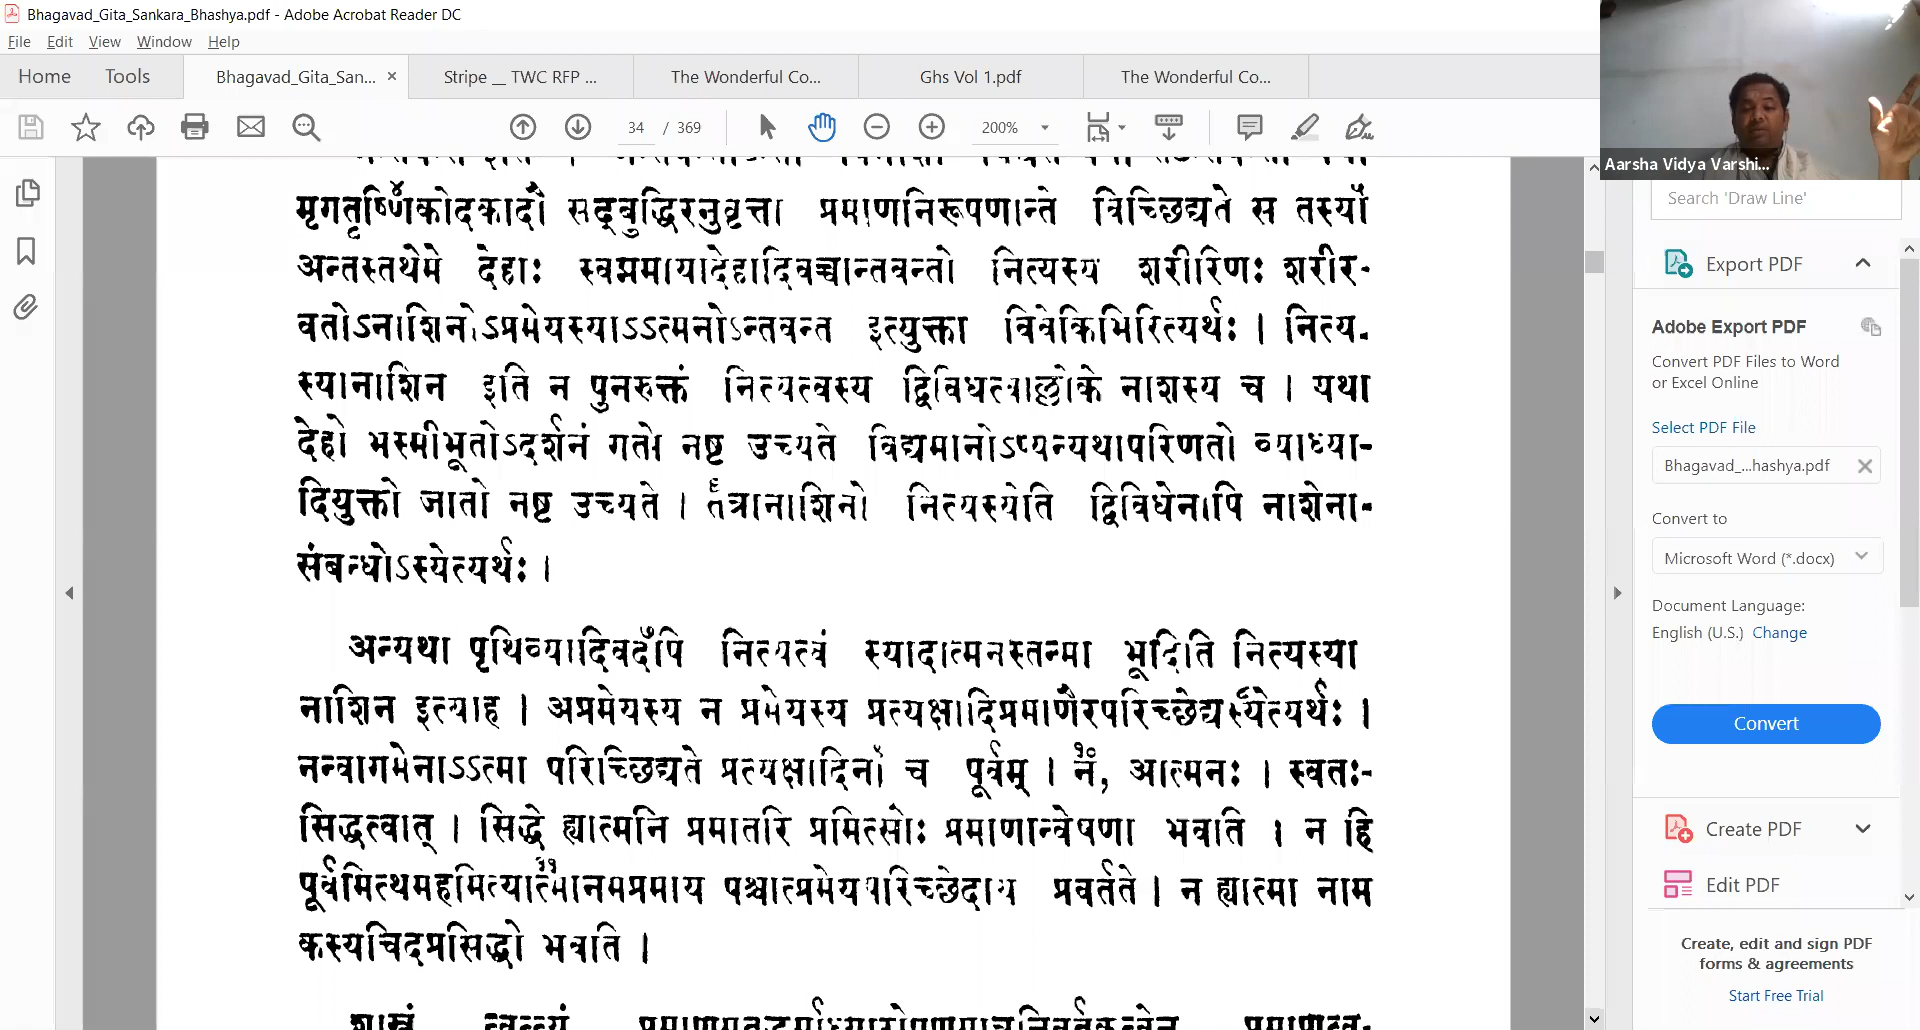 Bhagavad_Gita_Sankara_Bhashya.pdf - Adobe Acrobat Reader DC
File Edit View Window Help
Home Tools Bhagavad_Gita_San... × Stripe __ TWC RFP ... The Wonderful Co... Ghs Vol 1.pdf The Wonderful Co...
34 / 369 200%
Aarsha Vidya Varshi...
मृगतृष्णिकोदकादौ सद्बुद्धिरनुवृत्ता प्रमाणनिरूपणान्ते विच्छिद्यते स तस्या
अन्तस्तथेमे देहाः स्वप्नमायादेहादिवच्चान्तवन्तो नित्यस्य शरीरिणः शरीर-
वतोऽनाशिनोऽप्रमेयस्याऽऽत्मनोऽन्तवन्त इत्युक्ता विवेकिभिरित्यर्थः । नित्य-
स्यानाशिन इति न पुनरुक्तं नित्यत्वस्य द्विविधत्वाल्लोके नाशस्य च । यथा
देहो भस्मीभूतोऽदर्शनं गतो नष्ट उच्यते विद्यमानोऽप्यन्यथापरिणतो व्याध्या-
दियुक्तो जातो नष्ट उच्यते । तत्रानाशिनो नित्यस्येति द्विविधेनापि नाशेना-
संबन्धोऽस्येत्यर्थः ।
अन्यथा पृथिव्यादिवदपि नित्यत्वं स्यादात्मनस्तन्मा भूदिति नित्यस्या
नाशिन इत्याह । अप्रमेयस्य न प्रमेयस्य प्रत्यक्षादिप्रमाणैरपरिच्छेद्यस्येत्यर्थः ।
नन्वागमेनाऽऽत्मा परिच्छिद्यते प्रत्यक्षादिना च पूर्वम् । न, आत्मनः । स्वतः-
सिद्धत्वात् । सिद्धे ह्यात्मनि प्रमातरि प्रमित्सोः प्रमाणान्वेषणा भवति । न हि
पूर्वमित्थमहमित्यात्मानमप्रमाय पश्चात्प्रमेयपरिच्छेदाय प्रवर्तते । न ह्यात्मा नाम
कस्यचिदप्रसिद्धो भवति ।
Search 'Draw Line'
Export PDF
Adobe Export PDF
Convert PDF Files to Word
or Excel Online
Select PDF File
Bhagavad_...hashya.pdf
Convert to
Microsoft Word (*.docx)
Document Language:
English (U.S.) Change
Convert
Create PDF
Edit PDF
Create, edit and sign PDF
forms & agreements
Start Free Trial